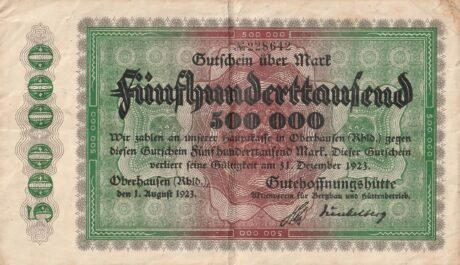 500 000
№228642
Gutschein über Mark
Fünfhunderttausend
500 000
Wir zahlen an unserer Hauptkasse in Oberhausen (Rhld.) gegen
diesen Gutschein Fünfhunderttausend Mark. Dieser Gutschein
verliert seine Gültigkeit am 31. Dezember 1923.
Oberhausen (Rhld.),
den 1. August 1923.
Gutehoffnungshütte
Aktienverein für Bergbau und Hüttenbetrieb.
500 000
500 000
500 000
500000